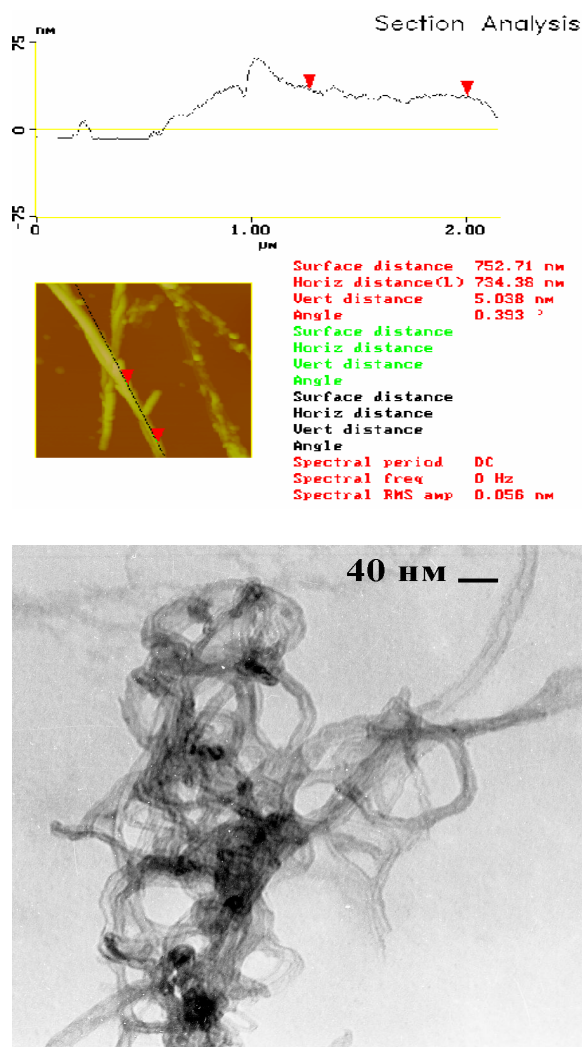 Section Analysis
nM
75
0
-75
0
1.00
2.00
μM
Surface distance 752.71 nM
Horiz distance(L) 734.38 nM
Vert distance 5.038 nM
Angle 0.393 °
Surface distance
Horiz distance
Vert distance
Angle
Surface distance
Horiz distance
Vert distance
Angle
Spectral period DC
Spectral freq 0 Hz
Spectral RMS amp 0.056 nM
40 нм